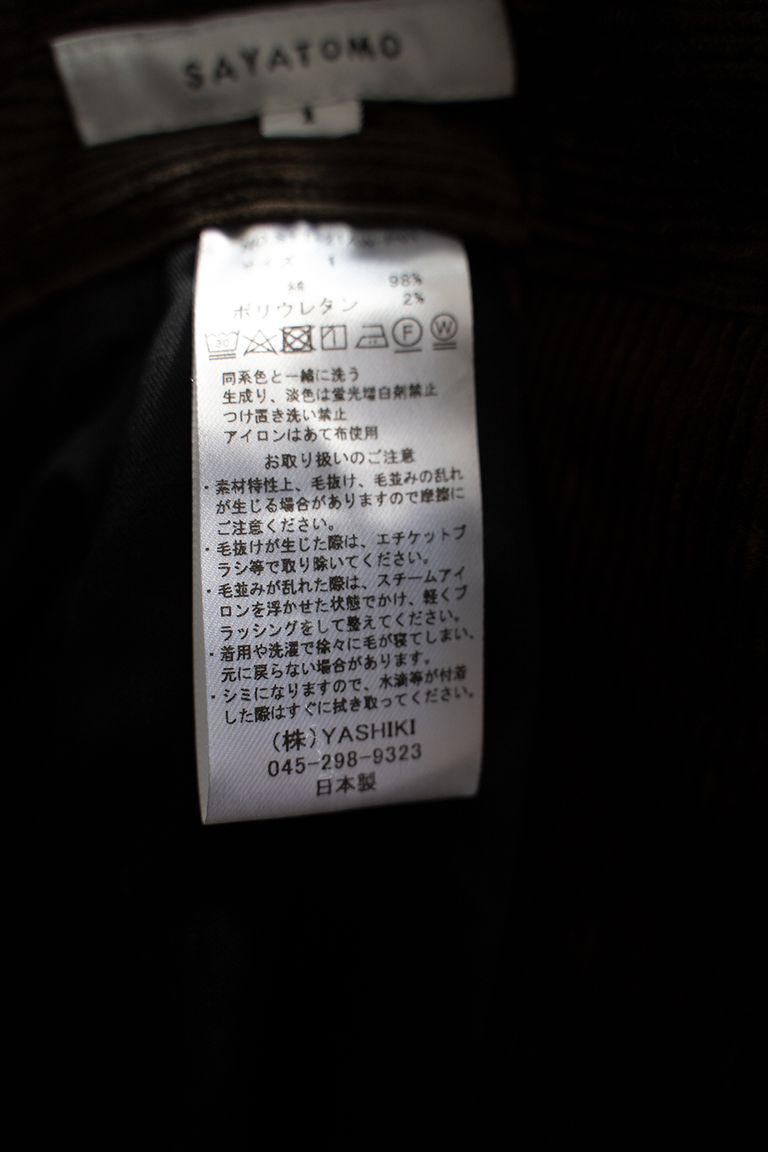 SAYATOMO
1
サイズ 1
綿 98%
ポリウレタン 2%
30 F W
同系色と一緒に洗う
生成り、淡色は蛍光増白剤禁止
つけ置き洗い禁止
アイロンはあて布使用
お取り扱いのご注意
・素材特性上、毛抜け、毛並みの乱れ
が生じる場合がありますので摩擦に
ご注意ください。
・毛抜けが生じた際は、エチケットブ
ラシ等で取り除いてください。
・毛並みが乱れた際は、スチームアイ
ロンを浮かせた状態でかけ、軽くブ
ラッシングをして整えてください。
・着用や洗濯で徐々に毛が寝てしまい、
元に戻らない場合があります。
・シミになりますので、水滴等が付着
した際はすぐに拭き取ってください。
(株)YASHIKI
045-298-9323
日本製